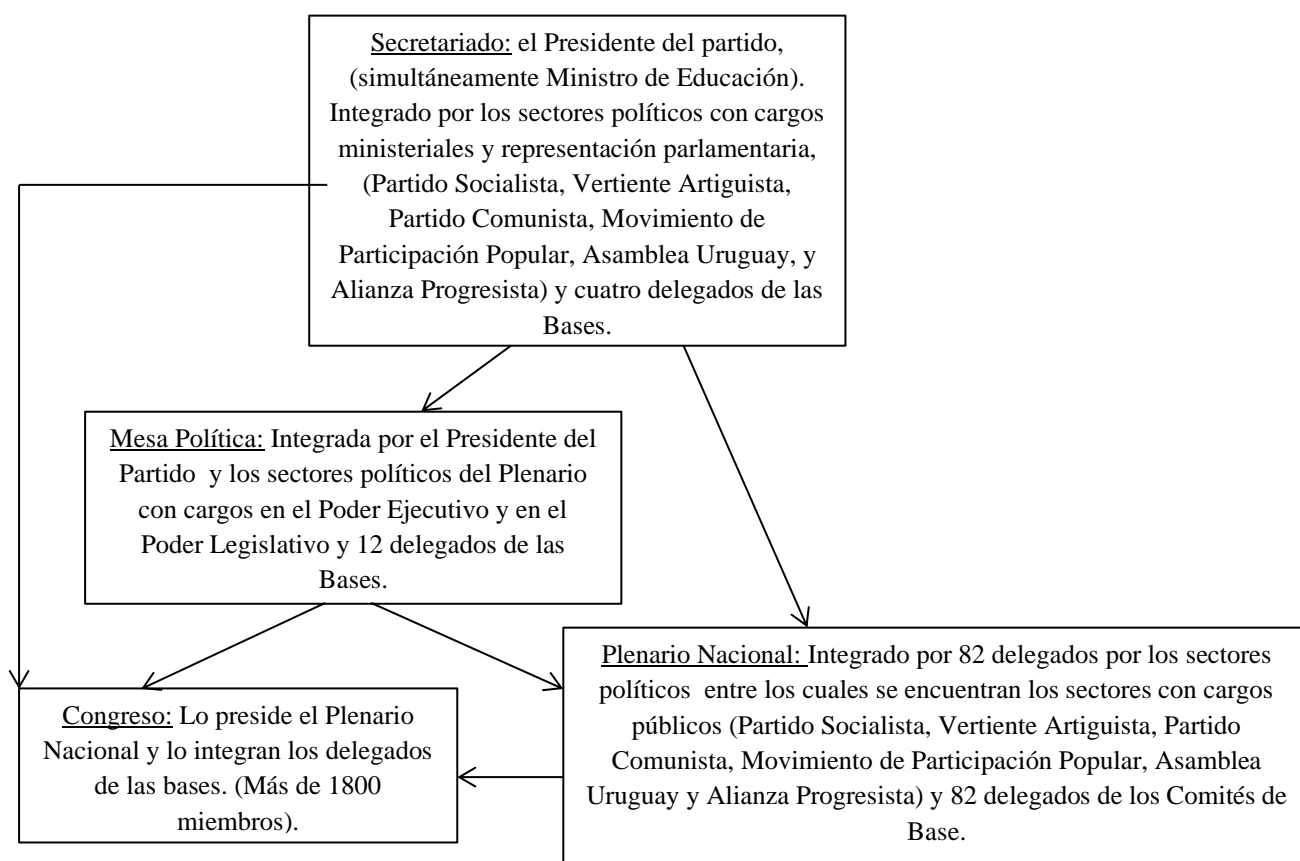 Secretariado: el Presidente del partido,
(simultáneamente Ministro de Educación).
Integrado por los sectores políticos con cargos
ministeriales y representación parlamentaria,
(Partido Socialista, Vertiente Artiguista,
Partido Comunista, Movimiento de
Participación Popular, Asamblea Uruguay, y
Alianza Progresista) y cuatro delegados de las
Bases.
Mesa Política: Integrada por el Presidente del
Partido y los sectores políticos del Plenario
con cargos en el Poder Ejecutivo y en el
Poder Legislativo y 12 delegados de las
Bases.
Congreso: Lo preside el Plenario
Nacional y lo integran los delegados
de las bases. (Más de 1800
miembros).
Plenario Nacional: Integrado por 82 delegados por los sectores
políticos entre los cuales se encuentran los sectores con cargos
públicos (Partido Socialista, Vertiente Artiguista, Partido
Comunista, Movimiento de Participación Popular, Asamblea
Uruguay y Alianza Progresista) y 82 delegados de los Comités de
Base.